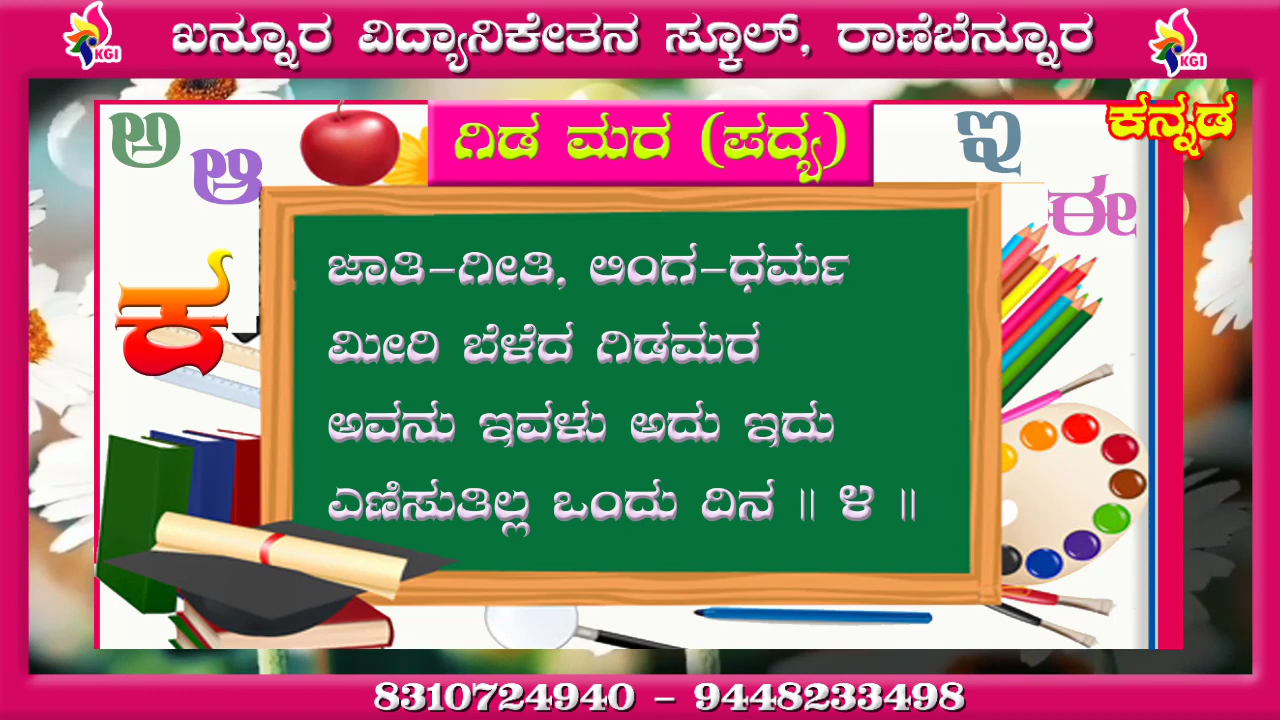 ಖನ್ನೂರ ವಿದ್ಯಾನಿಕೇತನ ಸ್ಕೂಲ್, ರಾಣಿಬೆನ್ನೂರ
KGI
KGI
ಕನ್ನಡ
ಗಿಡ ಮರ (ಪದ್ಯ)
ಅ
ಆ
ಇ
ಈ
ಕ
ಜಾತಿ-ಗೀತಿ, ಲಿಂಗ-ಧರ್ಮ
ಮೀರಿ ಬೆಳೆದ ಗಿಡಮರ
ಅವನು ಇವಳು ಅದು ಇದು
ಎಣಿಸುತಿಲ್ಲ ಒಂದು ದಿನ ॥ ೪ ॥
8310724940 - 9448233498